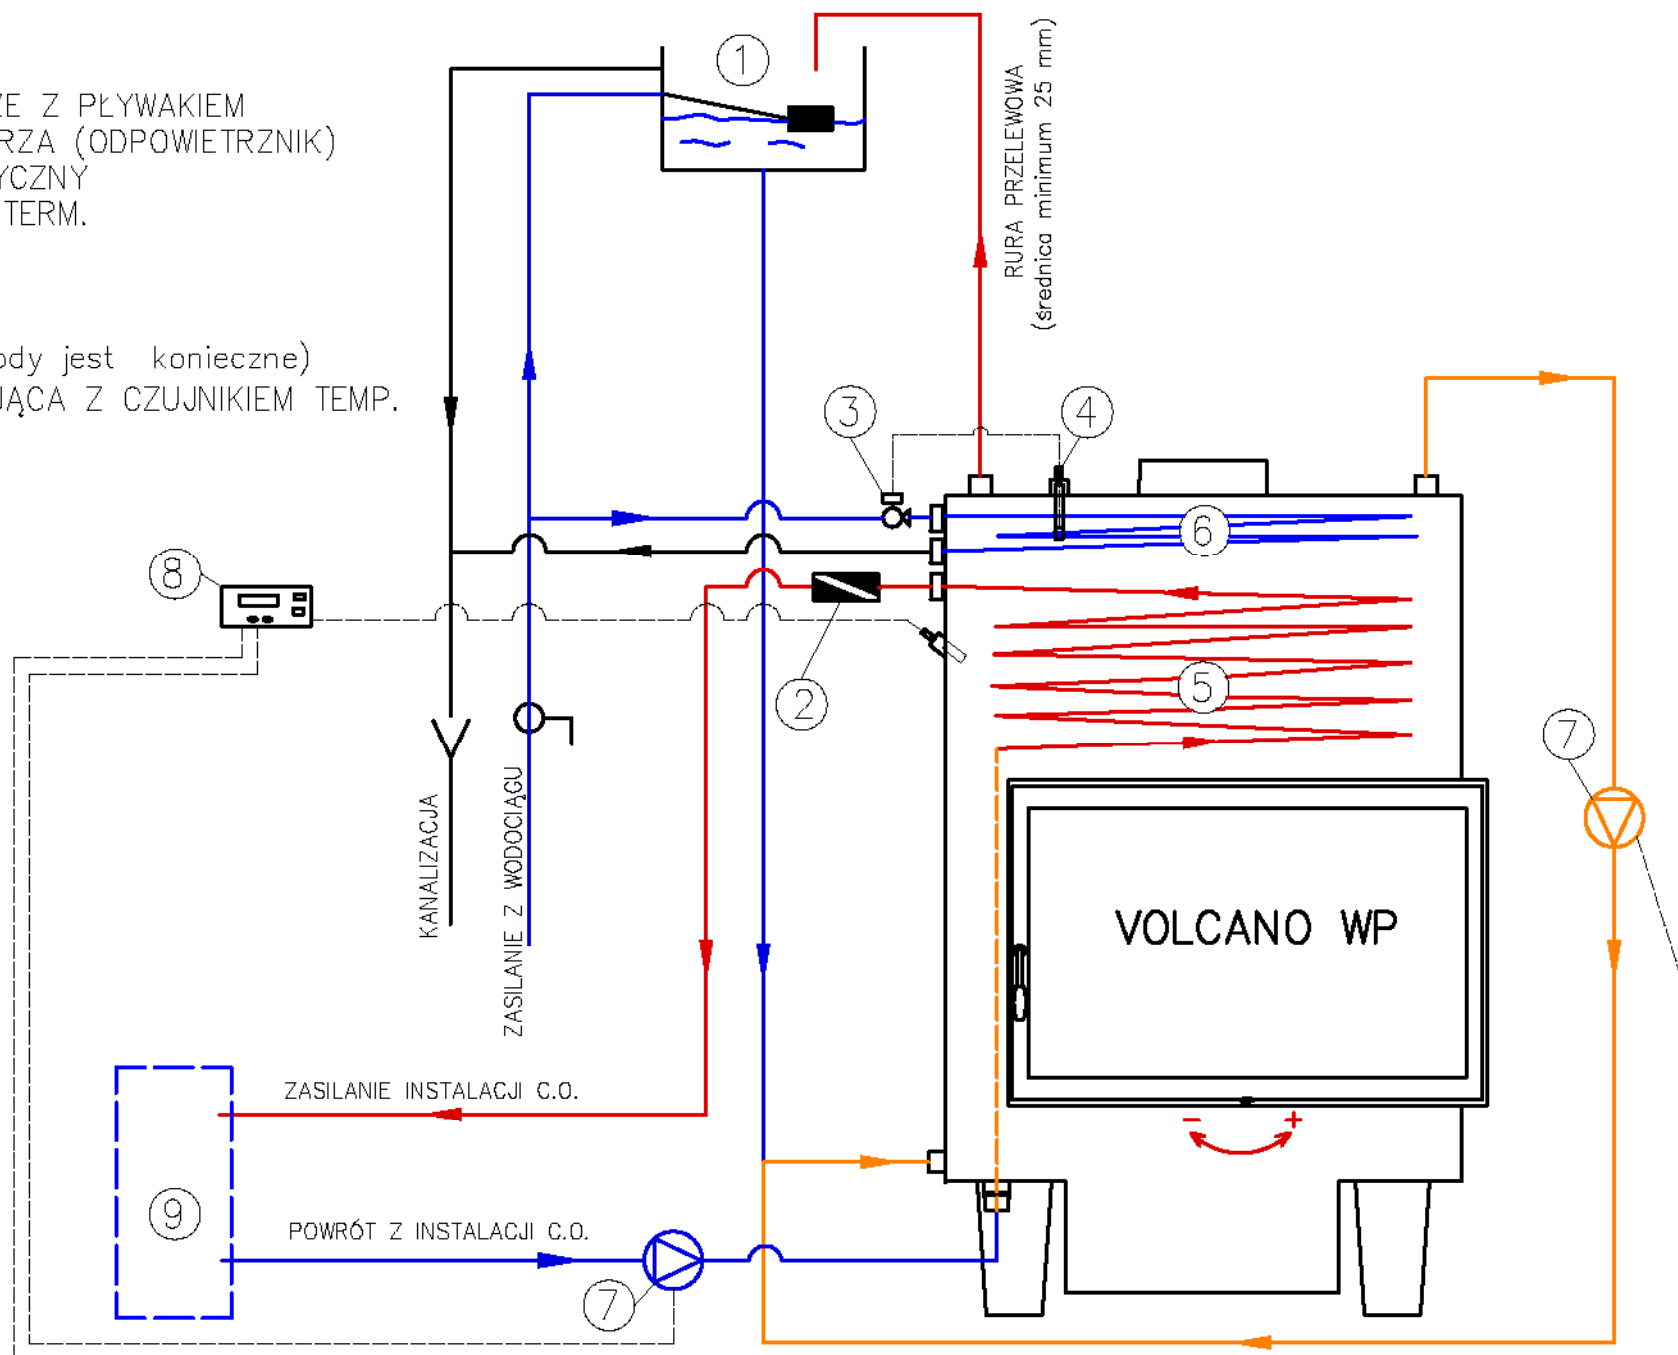 ZE Z PŁYWAKIEM
RZA (ODPOWIETRZNIK)
YCZNY
TERM.
ody jest konieczne)
UJĄCA Z CZUJNIKIEM TEMP.
1
RURA PRZELEWOWA
(średnica minimum 25 mm)
3
4
6
8
5
2
7
KANALIZACJA
ZASILANIE Z WODOCIĄGU
VOLCANO WP
ZASILANIE INSTALACJI C.O.
- +
9
POWRÓT Z INSTALACJI C.O.
7